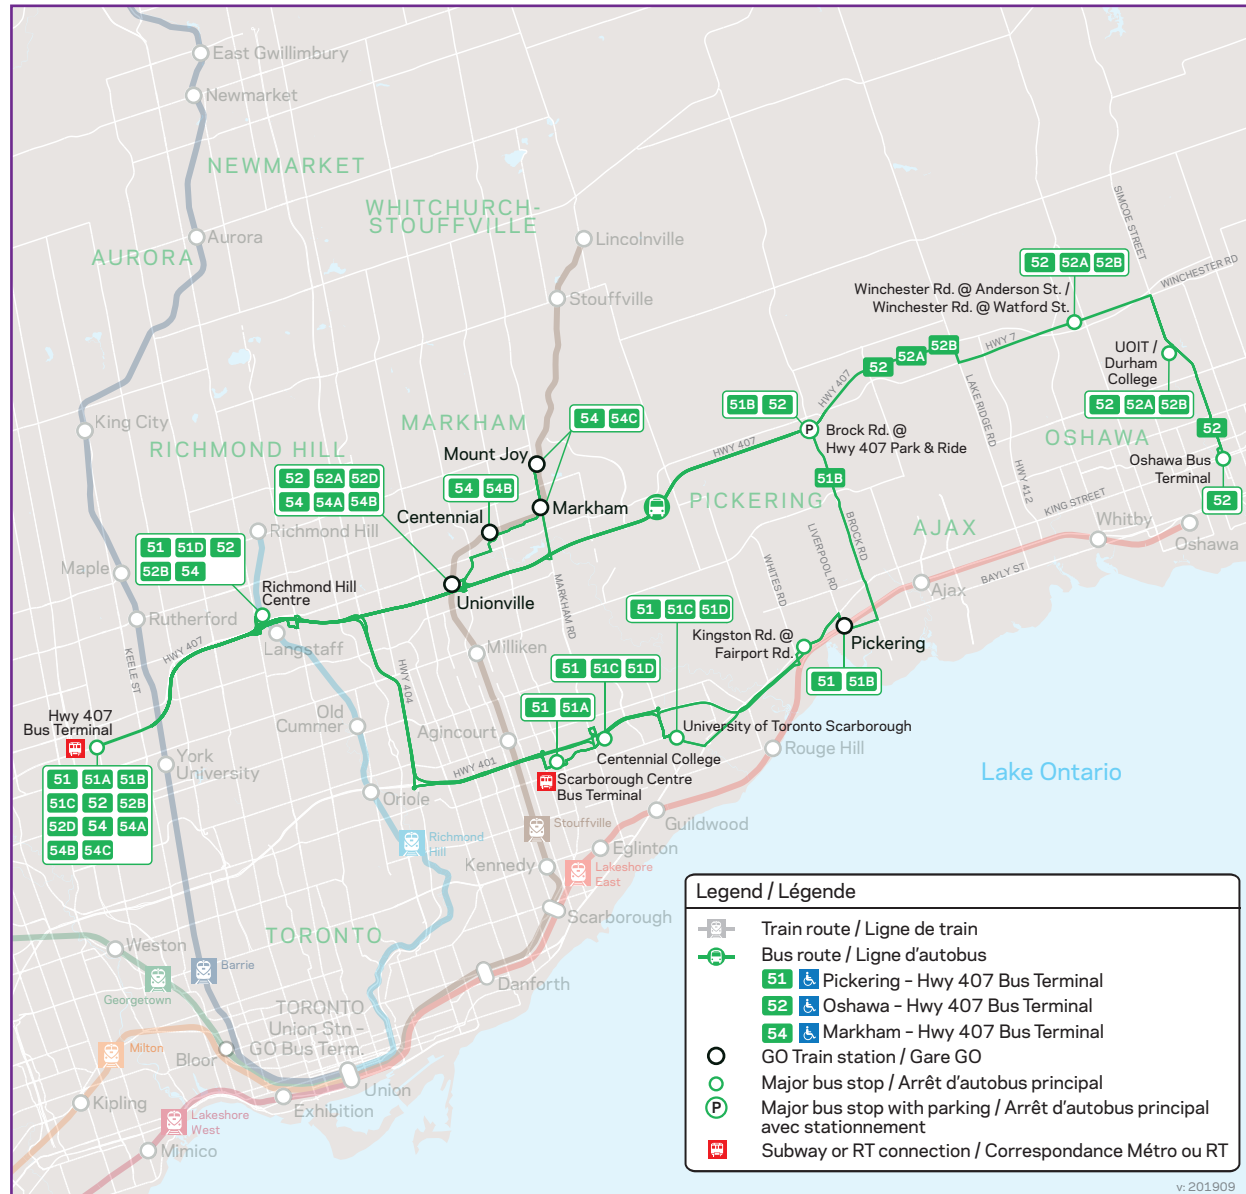 East Gwillimbury
Newmarket
NEWMARKET
WHITCHURCH-
STOUFFVILLE
Aurora
AURORA
Lincolnville
Stouffville
SIMCOE STREET
WINCHESTER RD
52 52A 52B
Winchester Rd. @ Anderson St. /
Winchester Rd. @ Watford St.
HWY 7
52B
52A
52
HWY 407
UOIT /
Durham
College
52 52A 52B
LAKE RIDGE RD
51B 52
Brock Rd. @
Hwy 407 Park & Ride
P
HWY 407
OSHAWA
52
Oshawa Bus
Terminal
52
King City
RICHMOND HILL
MARKHAM
54 54C
Mount Joy
52 52A 52D
54 54A 54B
54 54B
Centennial
Markham
PICKERING
51B
HWY 412
KING STREET
AJAX
Whitby
Oshawa
BROCK RD
LIVERPOOL RD
WHITES RD
Richmond Hill
51 51D 52
52B 54
Maple
Richmond Hill
Centre
Unionville
MARKHAM RD
BAYLY ST
Ajax
Rutherford
Langstaff
51 51C 51D
Kingston Rd. @
Fairport Rd.
Pickering
51 51B
Milliken
HWY 407
KEELE ST
HWY 404
51 51C 51D
51 51A
Hwy 407
Bus Terminal
Old
Cummer
Agincourt
University of Toronto Scarborough
Centennial College
Rouge Hill
York
University
HWY 401
Scarborough Centre
Bus Terminal
Lake Ontario
51 51A 51B
51C 52 52B
52D 54 54A
54B 54C
Oriole
Guildwood
Stouffville
Richmond
Hill
Eglinton
Kennedy
Lakeshore
East
Scarborough
TORONTO
Weston
Barrie
Georgetown
Danforth
TORONTO
Union Stn –
GO Bus Term.
Milton
Bloor
Union
Kipling
Exhibition
Lakeshore
West
Mimico
Legend / Légende
Train route / Ligne de train
Bus route / Ligne d'autobus
51 Pickering – Hwy 407 Bus Terminal
52 Oshawa – Hwy 407 Bus Terminal
54 Markham – Hwy 407 Bus Terminal
GO Train station / Gare GO
Major bus stop / Arrêt d'autobus principal
P Major bus stop with parking / Arrêt d'autobus principal
avec stationnement
Subway or RT connection / Correspondance Métro ou RT
v: 201909